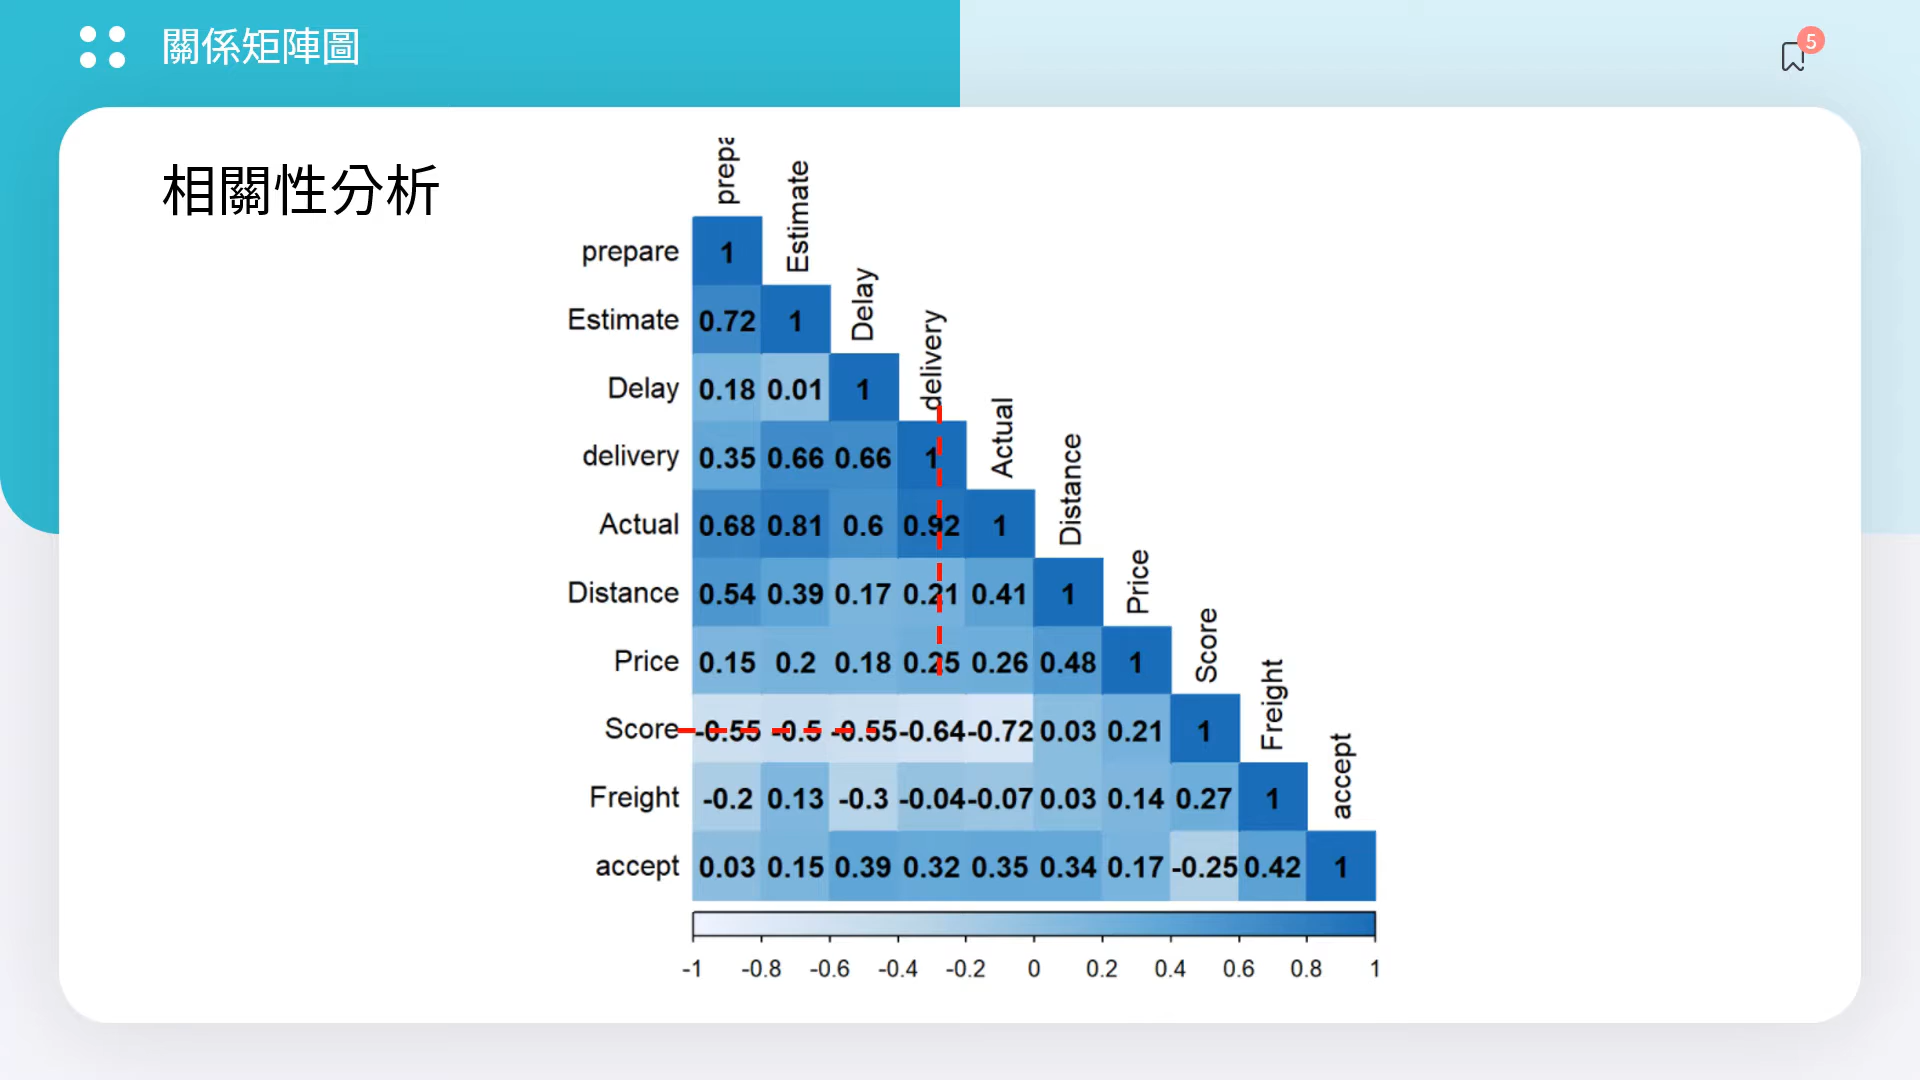 關係矩陣圖
5
相關性分析
prepa
Estimate
Delay
delivery
Actual
Distance
Price
Score
Freight
accept
prepare 1
Estimate 0.72 1
Delay 0.18 0.01 1
delivery 0.35 0.66 0.66 1
Actual 0.68 0.81 0.6 0.92 1
Distance 0.54 0.39 0.17 0.21 0.41 1
Price 0.15 0.2 0.18 0.25 0.26 0.48 1
Score -0.55 -0.5 -0.55 -0.64 -0.72 0.03 0.21 1
Freight -0.2 0.13 -0.3 -0.04 -0.07 0.03 0.14 0.27 1
accept 0.03 0.15 0.39 0.32 0.35 0.34 0.17 -0.25 0.42 1
-1 -0.8 -0.6 -0.4 -0.2 0 0.2 0.4 0.6 0.8 1